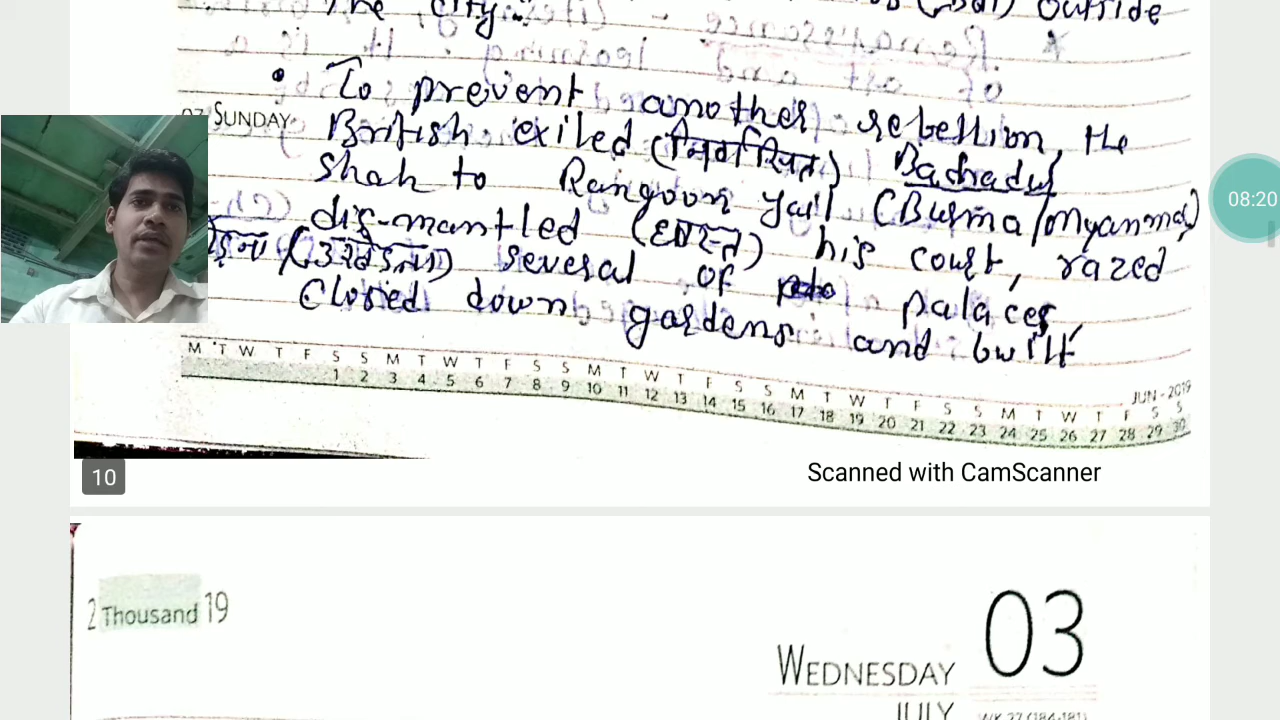 the city. outside
• To prevent another rebellion, the
07 SUNDAY
British exiled (निर्वासित) Bahadur
Shah to Rangoon Jail (Burma/Myanmar)
dis-mantled (ध्वस्त) his court, razed
(उखेड़ना) several of palaces,
Closed down gardens and built
M T W T F S S M T W T F S S M T W T F S S M T W T F S S M T W T F S S
JUN-2019
1 2 3 4 5 6 7 8 9 10 11 12 13 14 15 16 17 18 19 20 21 22 23 24 25 26 27 28 29 30
10
Scanned with CamScanner
08:20
2 Thousand 19
03
WEDNESDAY
JULY
WK 27 (184-181)